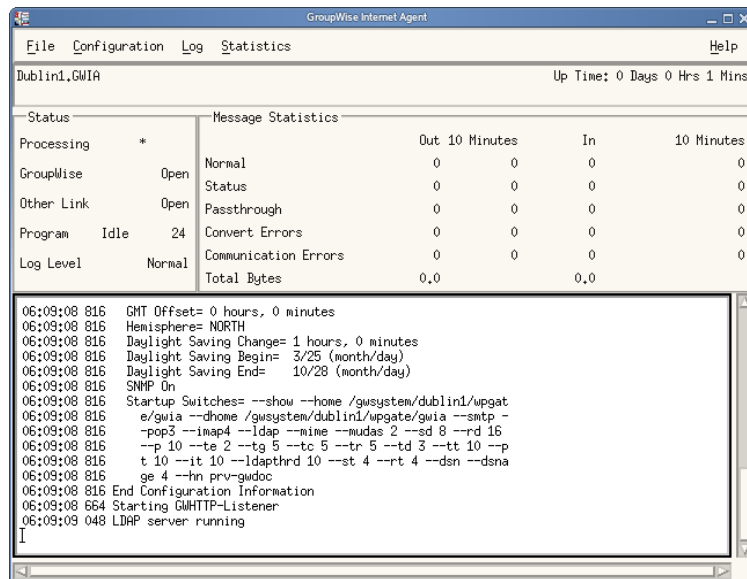 GroupWise Internet Agent
File Configuration Log Statistics Help
Dublin1.GWIA Up Time: 0 Days 0 Hrs 1 Mins
Status
Processing *
GroupWise Open
Other Link Open
Program Idle 24
Log Level Normal
Message Statistics
Out 10 Minutes In 10 Minutes
Normal 0 0 0 0
Status 0 0 0 0
Passthrough 0 0 0 0
Convert Errors 0 0 0 0
Communication Errors 0 0 0 0
Total Bytes 0.0 0.0
06:09:08 816 GMT Offset= 0 hours, 0 minutes
06:09:08 816 Hemisphere= NORTH
06:09:08 816 Daylight Saving Change= 1 hours, 0 minutes
06:09:08 816 Daylight Saving Begin= 3/25 (month/day)
06:09:08 816 Daylight Saving End= 10/28 (month/day)
06:09:08 816 SNMP On
06:09:08 816 Startup Switches= --show --home /gwsystem/dublin1/wpgat
06:09:08 816 e/gwia --dhome /gwsystem/dublin1/wpgate/gwia --smtp -
06:09:08 816 -pop3 --imap4 --ldap --mime --mudas 2 --sd 8 --rd 16
06:09:08 816 --p 10 --te 2 --tg 5 --tc 5 --tr 5 --td 3 --tt 10 --p
06:09:08 816 t 10 --it 10 --ldapthrd 10 --st 4 --rt 4 --dsn --dsna
06:09:08 816 ge 4 --hn prv-gwdoc
06:09:08 816 End Configuration Information
06:09:08 664 Starting GWHTTP-Listener
06:09:09 048 LDAP server running